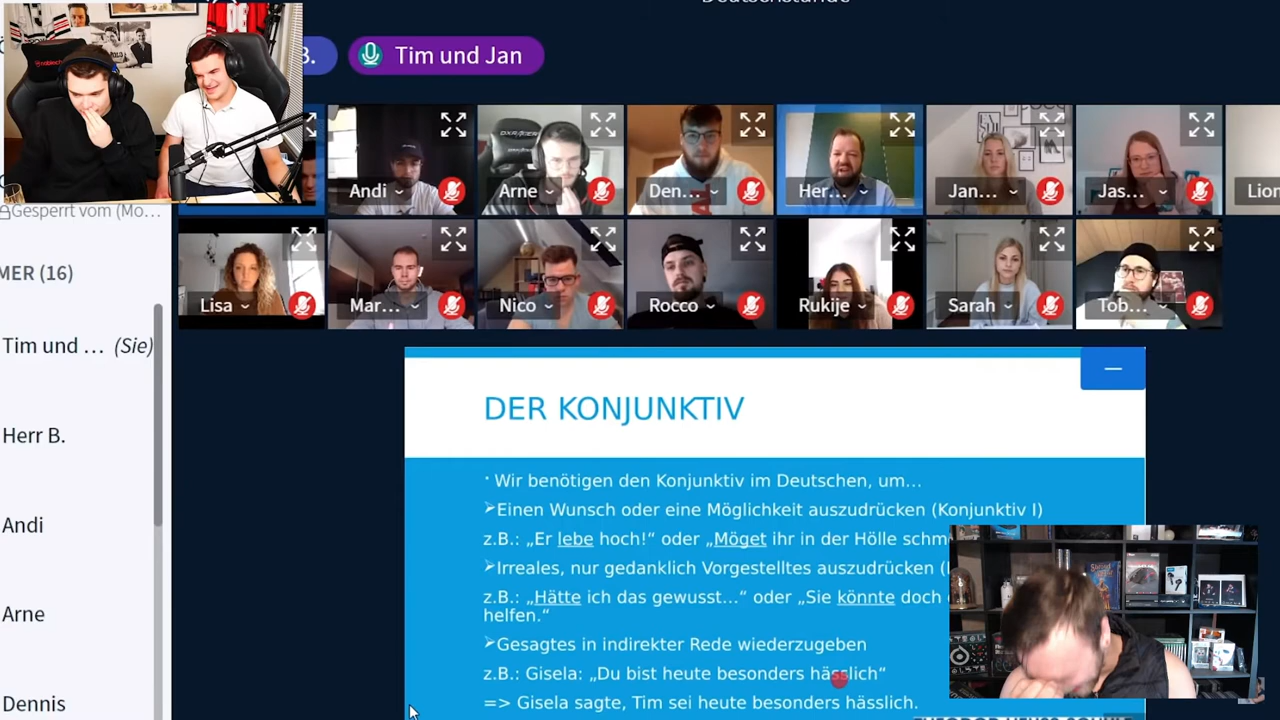 Deutschstunde
B.
Tim und Jan
Andi
Arne
Den...
Her...
Jan...
Jas...
Lion
Gesperrt vom (Mo...
Lisa
Mar...
Nico
Rocco
Rukije
Sarah
Tob...
MER (16)
Tim und ... (Sie)
Herr B.
Andi
Arne
Dennis
DER KONJUNKTIV
Wir benötigen den Konjunktiv im Deutschen, um...
Einen Wunsch oder eine Möglichkeit auszudrücken (Konjunktiv I)
z.B.: „Er lebe hoch!“ oder „Möget ihr in der Hölle schm
Irreales, nur gedanklich Vorgestelltes auszudrücken (
z.B.: „Hätte ich das gewusst...“ oder „Sie könnte doch
helfen.“
Gesagtes in indirekter Rede wiederzugeben
z.B.: Gisela: „Du bist heute besonders hässlich“
=> Gisela sagte, Tim sei heute besonders hässlich.